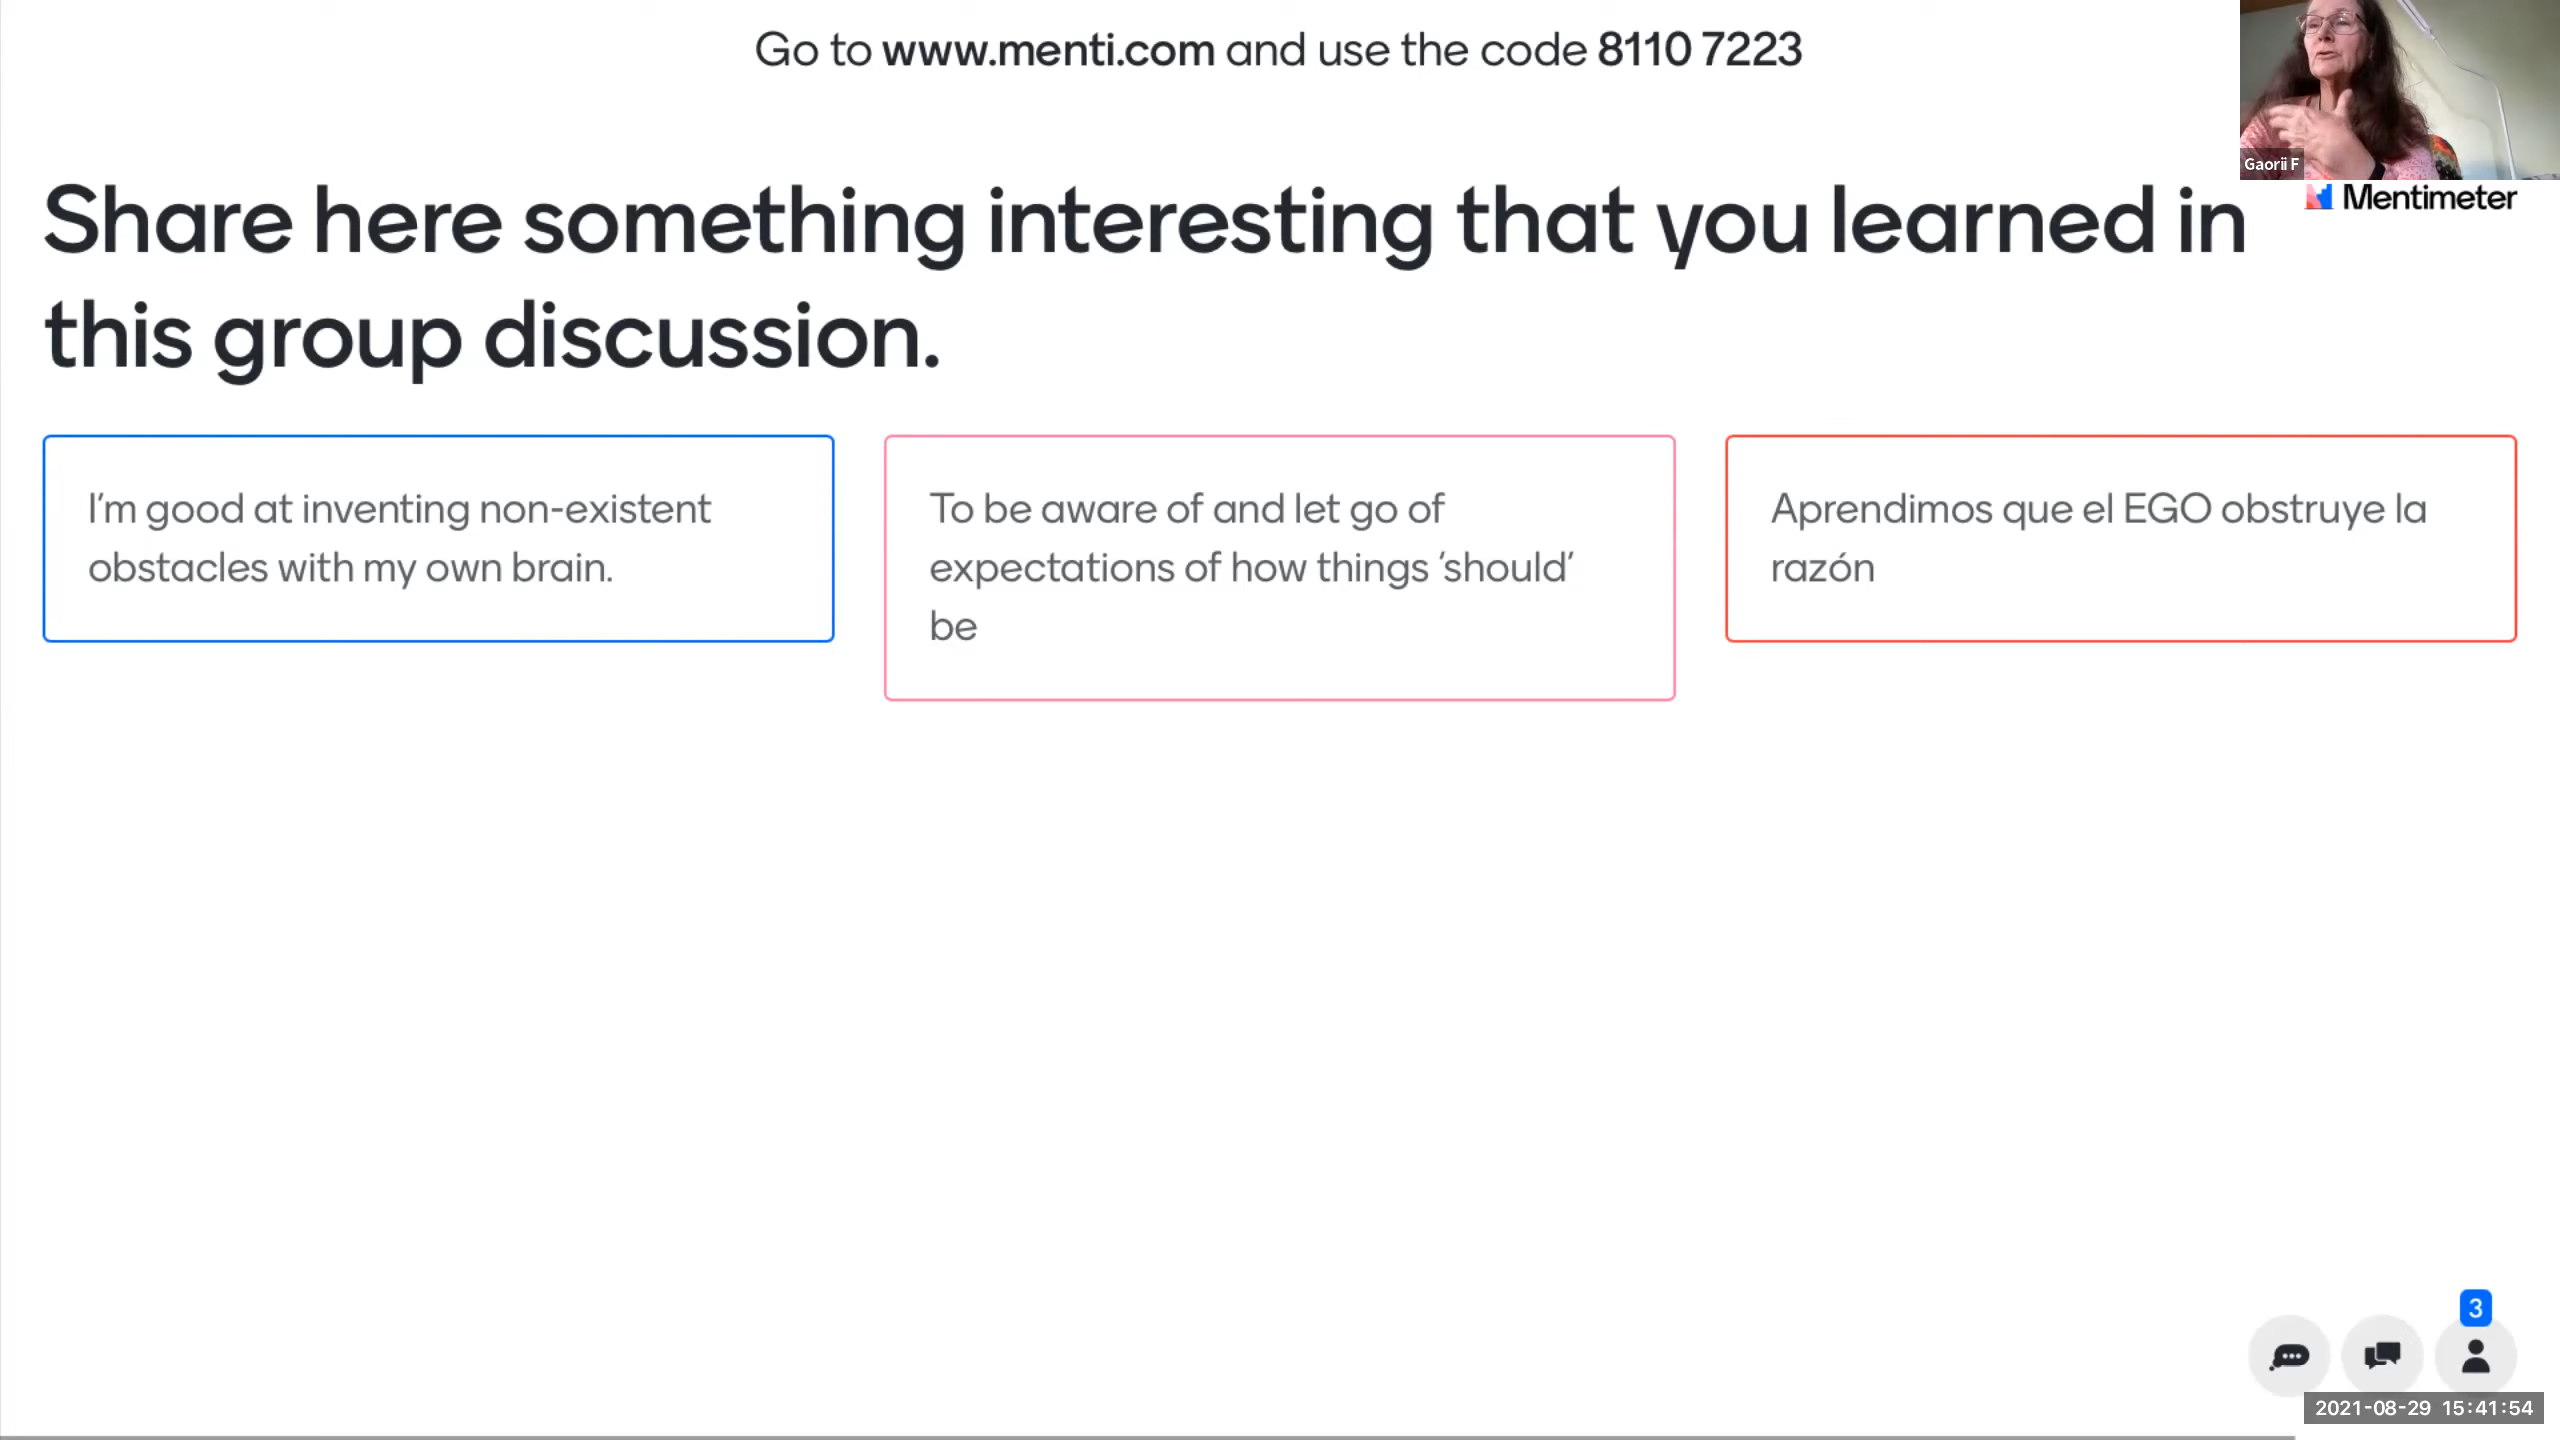 Go to www.menti.com and use the code 8110 7223
Gaorii F
Mentimeter
Share here something interesting that you learned in
this group discussion.
I'm good at inventing non-existent
obstacles with my own brain.
To be aware of and let go of
expectations of how things ‘should’
be
Aprendimos que el EGO obstruye la
razón
3
2021-08-29 15:41:54